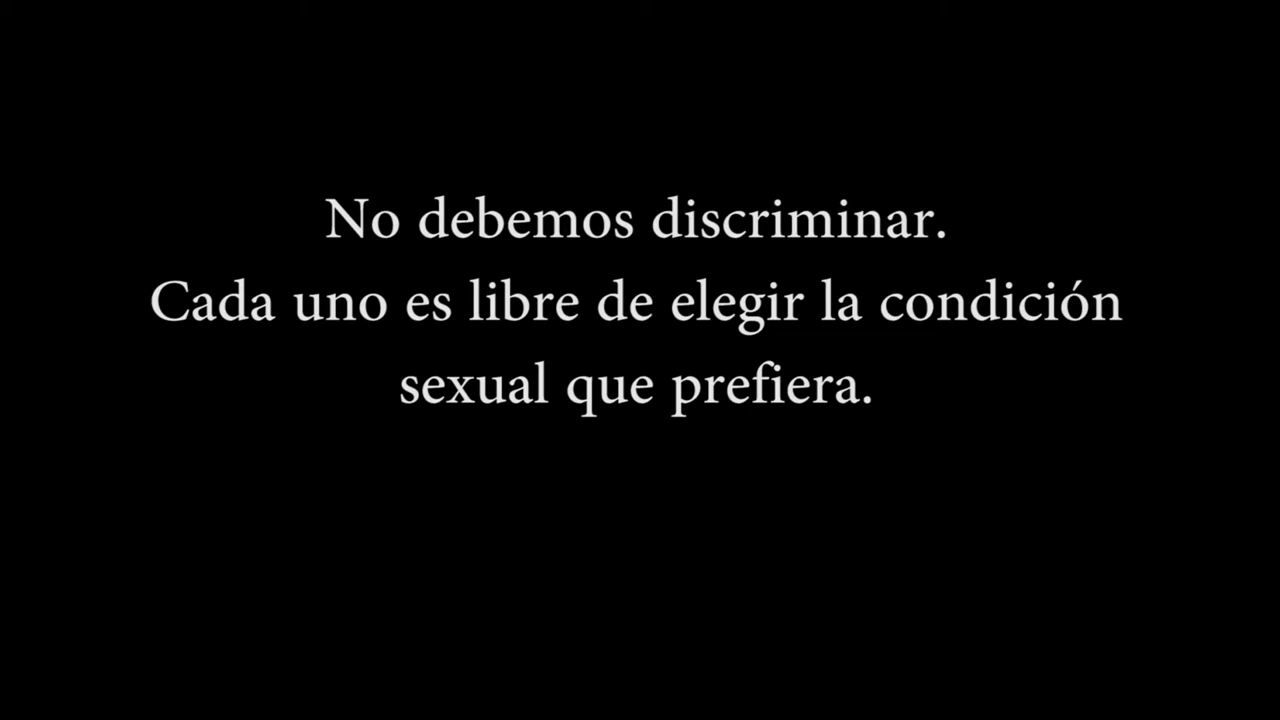 No debemos discriminar.
Cada uno es libre de elegir la condición
sexual que prefiera.